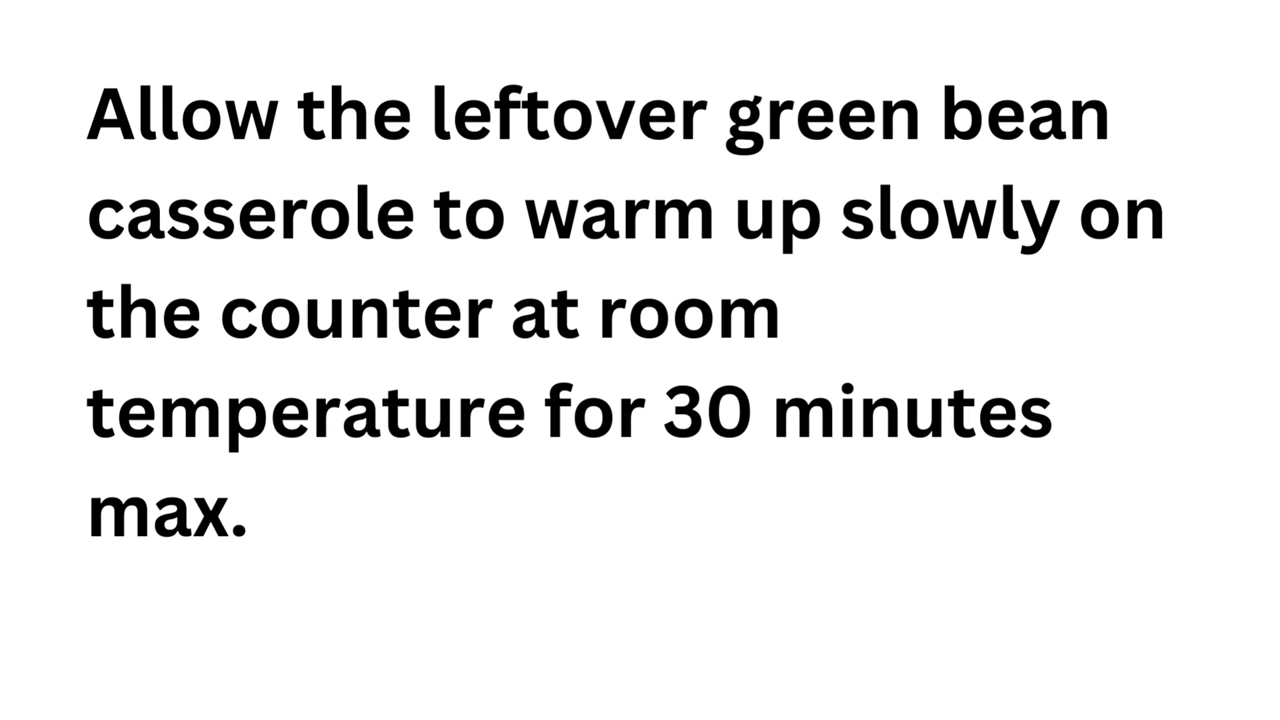 Allow the leftover green bean
casserole to warm up slowly on
the counter at room
temperature for 30 minutes
max.